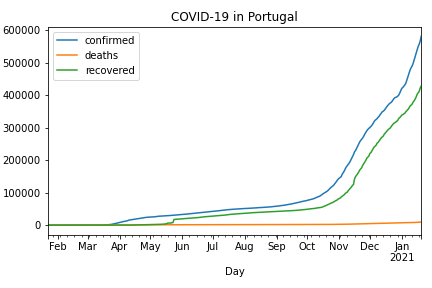 COVID-19 in Portugal
confirmed
deaths
recovered
600000
500000
400000
300000
200000
100000
0
Feb Mar Apr May Jun Jul Aug Sep Oct Nov Dec Jan
2021
Day